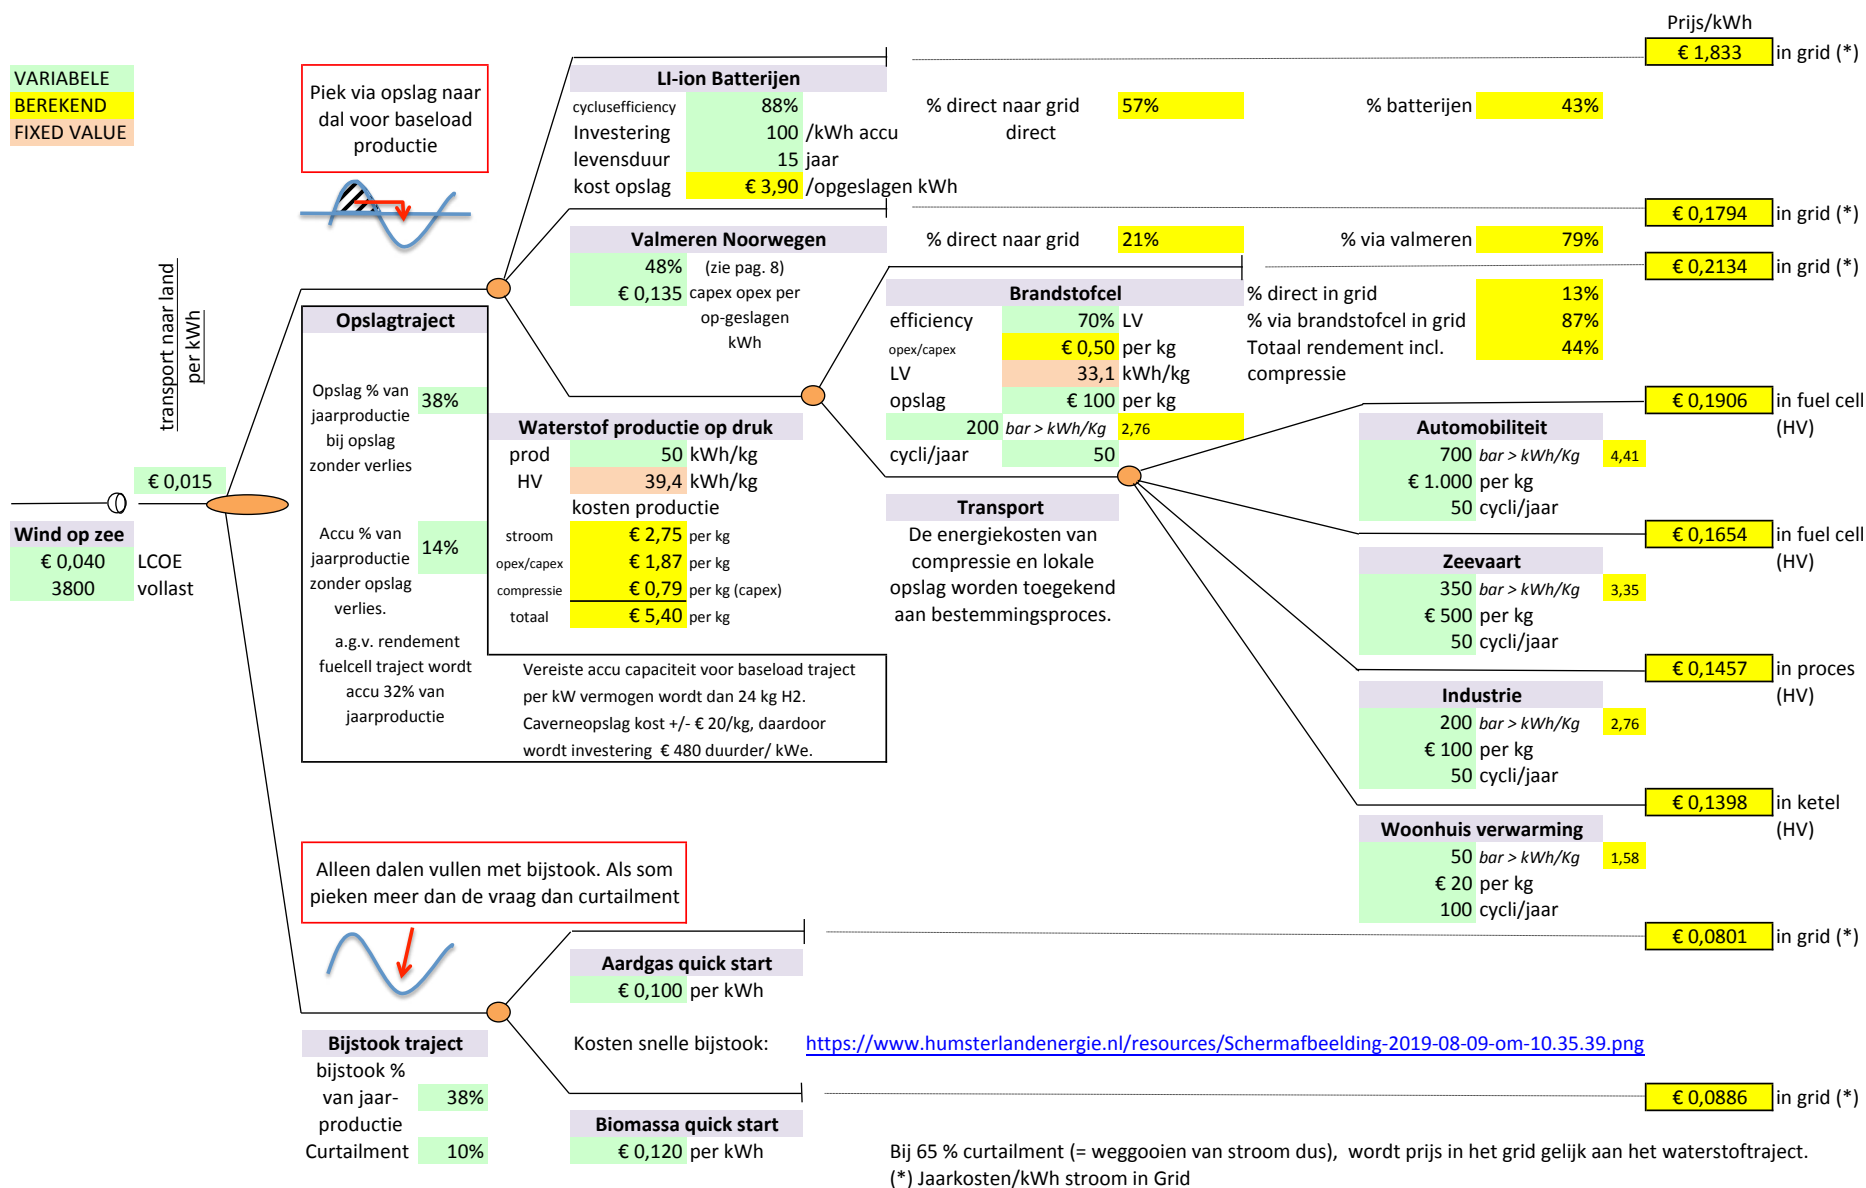 Prijs/kWh
€ 1,833 in grid (*)
VARIABELE
BEREKEND
FIXED VALUE
Piek via opslag naar
dal voor baseload
productie
LI-ion Batterijen
cyclusefficiency 88%
Investering 100 /kWh accu
levensduur 15 jaar
kost opslag € 3,90 /opgeslagen kWh
% direct naar grid 57%
direct
% batterijen 43%
€ 0,1794 in grid (*)
Valmeren Noorwegen
48% (zie pag. 8)
€ 0,135 capex opex per
op-geslagen
kWh
% direct naar grid 21%
% via valmeren 79%
€ 0,2134 in grid (*)
transport naar land
per kWh
€ 0,015
Wind op zee
€ 0,040 LCOE
3800 vollast
Opslagtraject
Opslag % van
jaarproductie
bij opslag
zonder verlies
38%
Accu % van
jaarproductie
zonder opslag
verlies.
14%
a.g.v. rendement
fuelcell traject wordt
accu 32% van
jaarproductie
Brandstofcel
efficiency 70% LV
opex/capex € 0,50 per kg
LV 33,1 kWh/kg
opslag € 100 per kg
200 bar > kWh/Kg 2,76
cycli/jaar 50
% direct in grid 13%
% via brandstofcel in grid 87%
Totaal rendement incl. 44%
compressie
Waterstof productie op druk
prod 50 kWh/kg
HV 39,4 kWh/kg
kosten productie
stroom € 2,75 per kg
opex/capex € 1,87 per kg
compressie € 0,79 per kg (capex)
totaal € 5,40 per kg
Vereiste accu capaciteit voor baseload traject
per kW vermogen wordt dan 24 kg H2.
Caverneopslag kost +/- € 20/kg, daardoor
wordt investering € 480 duurder/ kWe.
Transport
De energiekosten van
compressie en lokale
opslag worden toegekend
aan bestemmingsproces.
€ 0,1906 in fuel cell
(HV)
Automobiliteit
700 bar > kWh/Kg 4,41
€ 1.000 per kg
50 cycli/jaar
€ 0,1654 in fuel cell
(HV)
Zeevaart
350 bar > kWh/Kg 3,35
€ 500 per kg
50 cycli/jaar
€ 0,1457 in proces
(HV)
Industrie
200 bar > kWh/Kg 2,76
€ 100 per kg
50 cycli/jaar
€ 0,1398 in ketel
(HV)
Woonhuis verwarming
50 bar > kWh/Kg 1,58
€ 20 per kg
100 cycli/jaar
Alleen dalen vullen met bijstook. Als som
pieken meer dan de vraag dan curtailment
€ 0,0801 in grid (*)
Aardgas quick start
€ 0,100 per kWh
Bijstook traject
bijstook %
van jaar-
productie
38%
Curtailment 10%
Kosten snelle bijstook: https://www.humsterlandenergie.nl/resources/Schermafbeelding-2019-08-09-om-10.35.39.png
€ 0,0886 in grid (*)
Biomassa quick start
€ 0,120 per kWh
Bij 65 % curtailment (= weggooien van stroom dus), wordt prijs in het grid gelijk aan het waterstoftraject.
(*) Jaarkosten/kWh stroom in Grid